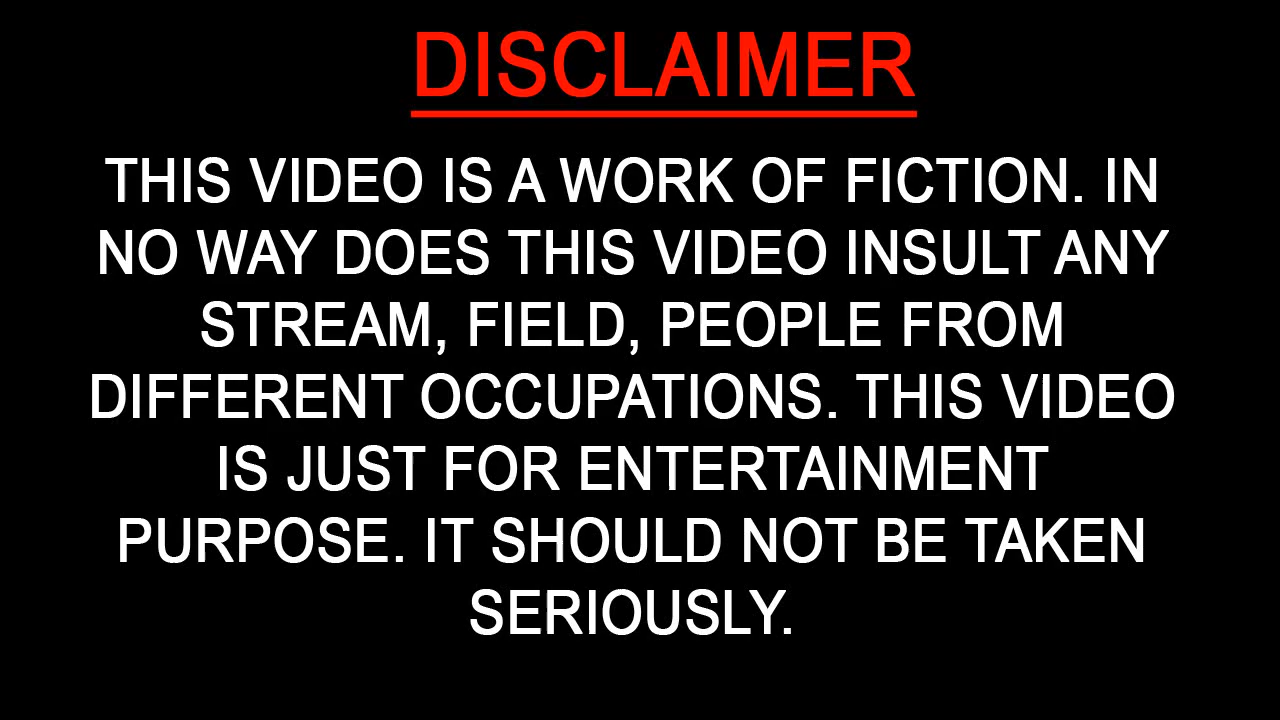 DISCLAIMER
THIS VIDEO IS A WORK OF FICTION. IN
NO WAY DOES THIS VIDEO INSULT ANY
STREAM, FIELD, PEOPLE FROM
DIFFERENT OCCUPATIONS. THIS VIDEO
IS JUST FOR ENTERTAINMENT
PURPOSE. IT SHOULD NOT BE TAKEN
SERIOUSLY.